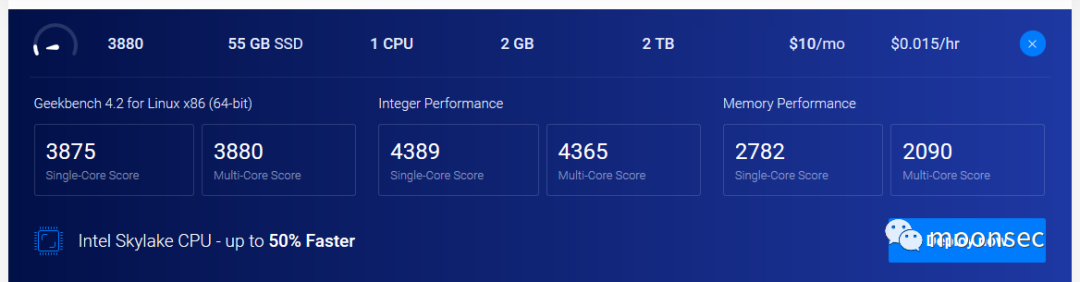 3880 55 GB SSD 1 CPU 2 GB 2 TB $10/mo $0.015/hr
Geekbench 4.2 for Linux x86 (64-bit) Integer Performance Memory Performance
3875 3880 4389 4365 2782 2090
Single-Core Score Multi-Core Score Single-Core Score Multi-Core Score Single-Core Score Multi-Core Score
Intel Skylake CPU - up to 50% Faster
moonsec